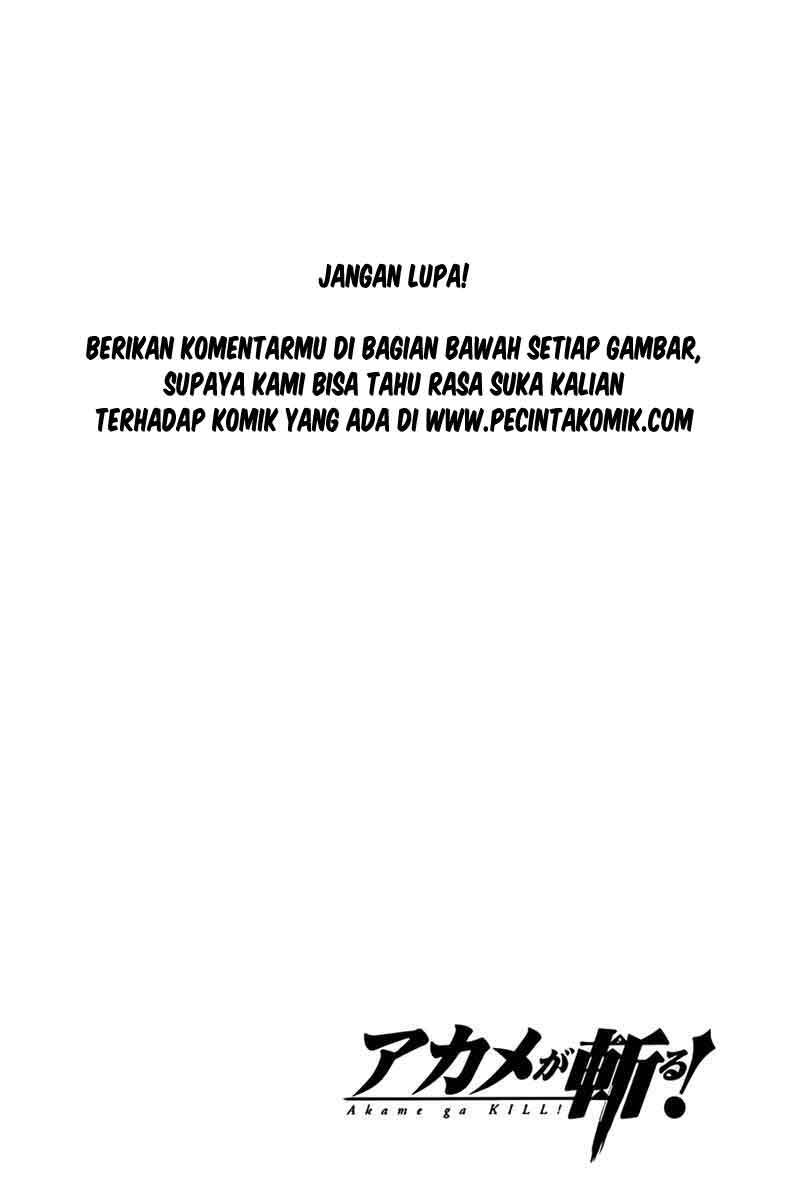 JANGAN LUPA!
BERIKAN KOMENTARMU DI BAGIAN BAWAH SETIAP GAMBAR,
SUPAYA KAMI BISA TAHU RASA SUKA KALIAN
TERHADAP KOMIK YANG ADA DI WWW.PECINTAKOMIK.COM
アカメが斬る!
Akame ga KILL!